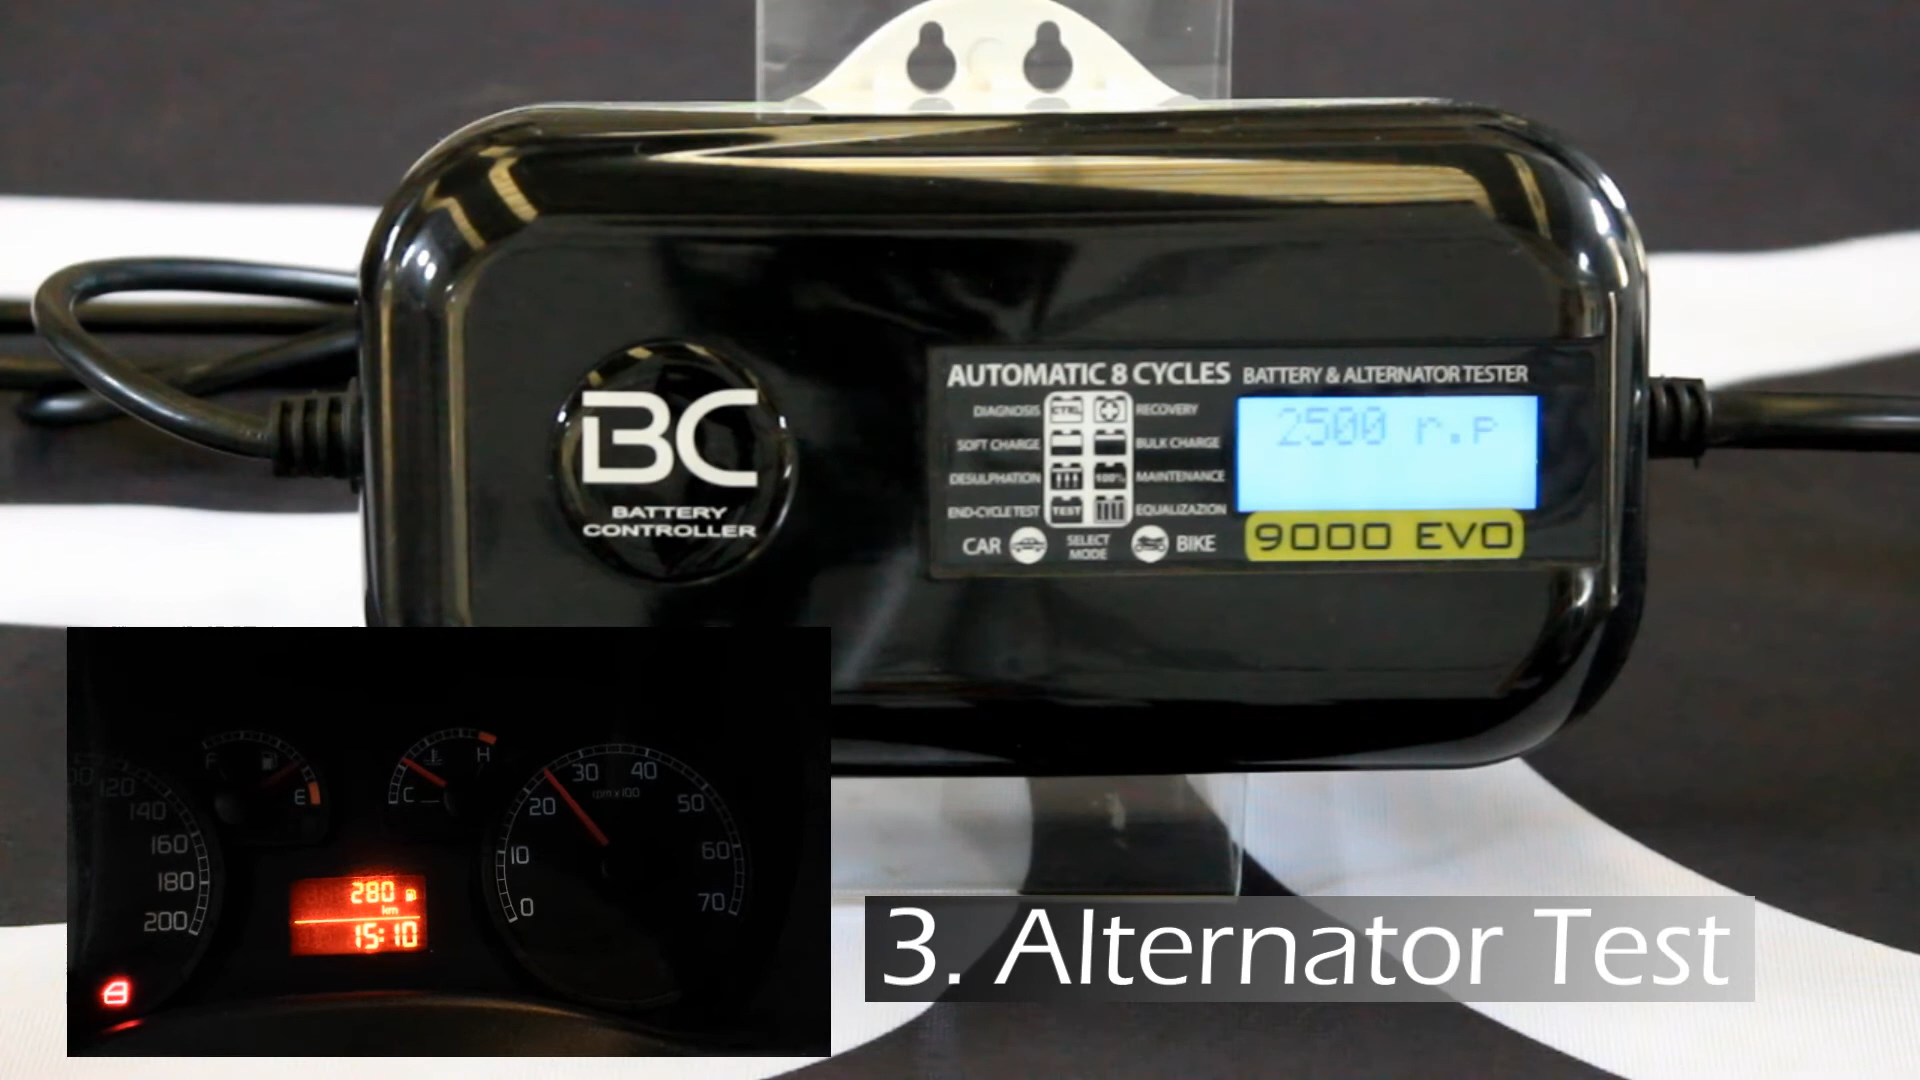 BC
BATTERY
CONTROLLER
AUTOMATIC 8 CYCLES BATTERY & ALTERNATOR TESTER
DIAGNOSIS CTRL RECOVERY
SOFT CHARGE BULK CHARGE
DESULPHATION 100% MAINTENANCE
END-CYCLE TEST TEST EQUALIZAZION
CAR SELECT MODE BIKE
2500 r.p
9000 EVO
120
140
160
180
200
F
E
C
H
280
km
15:10
0
10
20
30
40
50
60
70
rpm x 100
3. Alternator Test